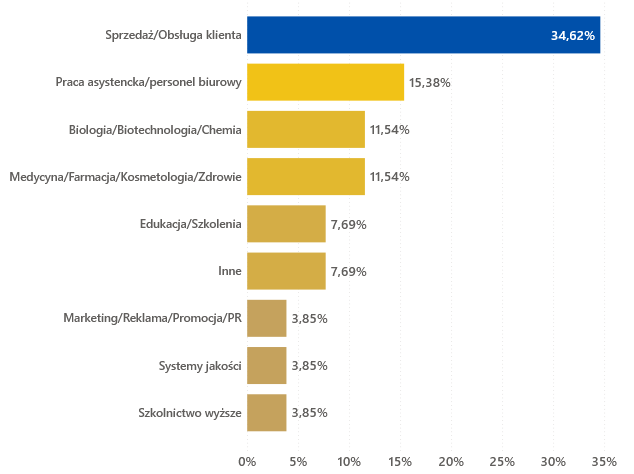 Sprzedaż/Obsługa klienta 34,62%
Praca asystencka/personel biurowy 15,38%
Biologia/Biotechnologia/Chemia 11,54%
Medycyna/Farmacja/Kosmetologia/Zdrowie 11,54%
Edukacja/Szkolenia 7,69%
Inne 7,69%
Marketing/Reklama/Promocja/PR 3,85%
Systemy jakości 3,85%
Szkolnictwo wyższe 3,85%
0% 5% 10% 15% 20% 25% 30% 35%